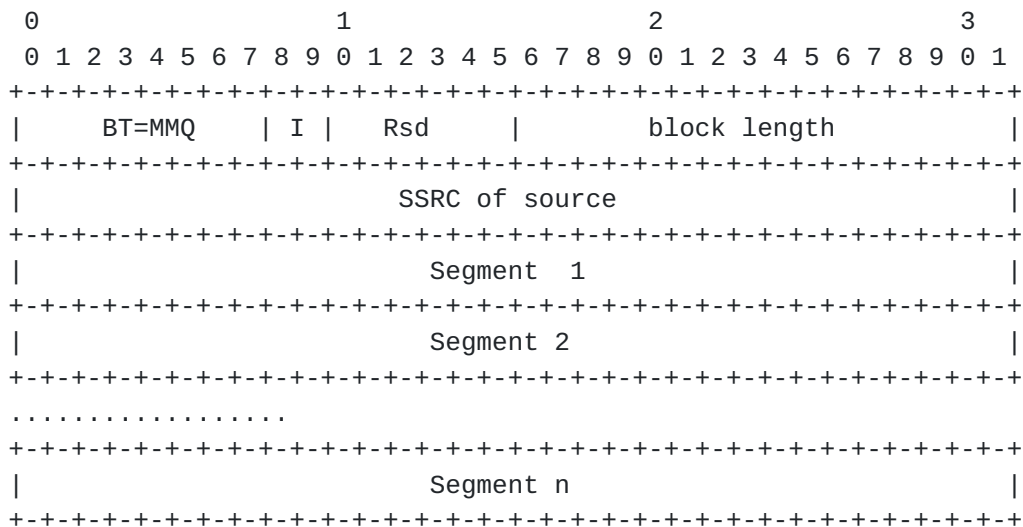 0                   1                   2                   3
 0 1 2 3 4 5 6 7 8 9 0 1 2 3 4 5 6 7 8 9 0 1 2 3 4 5 6 7 8 9 0 1
+-+-+-+-+-+-+-+-+-+-+-+-+-+-+-+-+-+-+-+-+-+-+-+-+-+-+-+-+-+-+-+-+
|     BT=MMQ    | I |   Rsd     |        block length           |
+-+-+-+-+-+-+-+-+-+-+-+-+-+-+-+-+-+-+-+-+-+-+-+-+-+-+-+-+-+-+-+-+
|                        SSRC of source                         |
+-+-+-+-+-+-+-+-+-+-+-+-+-+-+-+-+-+-+-+-+-+-+-+-+-+-+-+-+-+-+-+-+
|                          Segment  1                           |
+-+-+-+-+-+-+-+-+-+-+-+-+-+-+-+-+-+-+-+-+-+-+-+-+-+-+-+-+-+-+-+-+
|                          Segment 2                            |
+-+-+-+-+-+-+-+-+-+-+-+-+-+-+-+-+-+-+-+-+-+-+-+-+-+-+-+-+-+-+-+-+
..................
+-+-+-+-+-+-+-+-+-+-+-+-+-+-+-+-+-+-+-+-+-+-+-+-+-+-+-+-+-+-+-+-+
|                          Segment n                            |
+-+-+-+-+-+-+-+-+-+-+-+-+-+-+-+-+-+-+-+-+-+-+-+-+-+-+-+-+-+-+-+-+